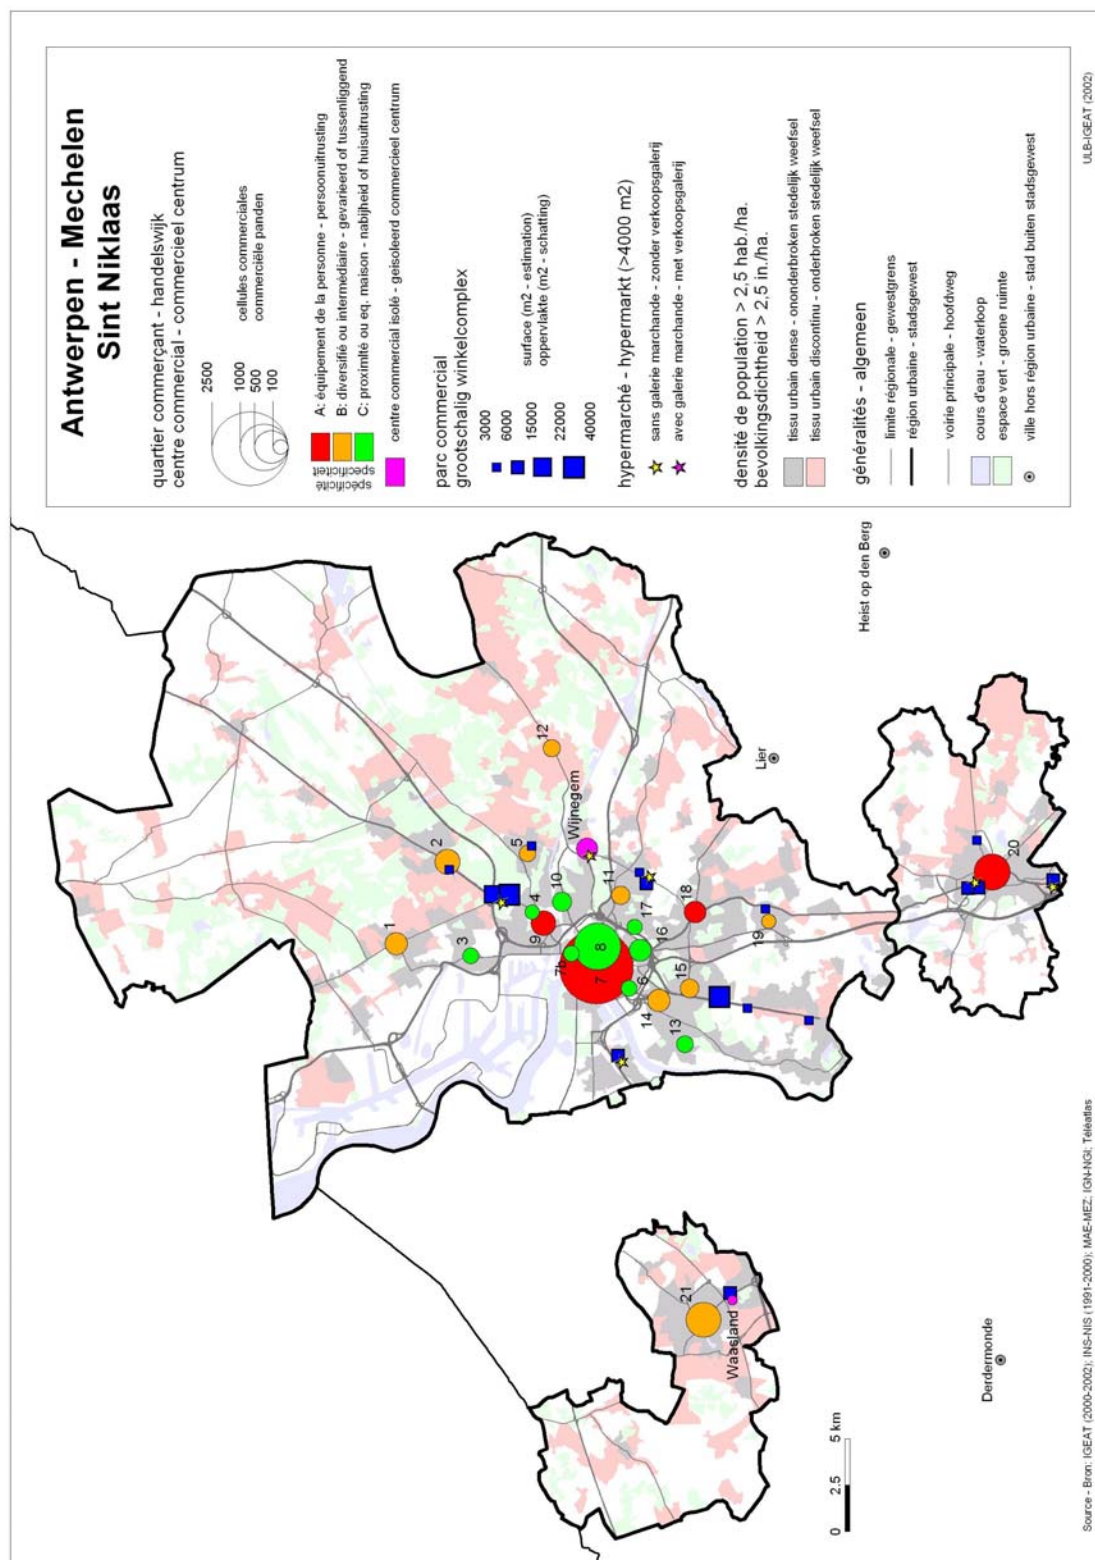 Antwerpen - Mechelen
Sint Niklaas
quartier commerçant - handelswijk
centre commercial - commercieel centrum
2500
1000
500
100
cellules commerciales
commerciële panden
spécificité
specificiteit
A: équipement de la personne - persoonuitrusting
B: diversifié ou intermédiaire - gevarieerd of tussenliggend
C: proximité ou eq. maison - nabijheid of huisuitrusting
centre commercial isolé - geisoleerd commercieel centrum
parc commercial
grootschalig winkelcomplex
3000
6000
15000
22000
40000
surface (m2 - estimation)
oppervlakte (m2 - schatting)
hypermarché - hypermarkt (>4000 m2)
sans galerie marchande - zonder verkoopsgalerij
avec galerie marchande - met verkoopsgalerij
densité de population > 2,5 hab./ha.
bevolkingsdichtheid > 2,5 in./ha.
tissu urbain dense - ononderbroken stedelijk weefsel
tissu urbain discontinu - onderbroken stedelijk weefsel
généralités - algemeen
limite régionale - gewestgrens
région urbaine - stadsgewest
voirie principale - hoofdweg
cours d'eau - waterloop
espace vert - groene ruimte
ville hors région urbaine - stad buiten stadsgewest
1
2
3
4
5
9
10
12
Wijnegem
7b
8
7
11
6
16
17
14
15
13
18
19
Lier
Heist op den Berg
20
21
Waasland
Derdermonde
0 2.5 5 km
Source - Bron: IGEAT (2000-2002); INS-NIS (1991-2000); MAE-MEZ; IGN-NGI; Téléatlas
ULB-IGEAT (2002)